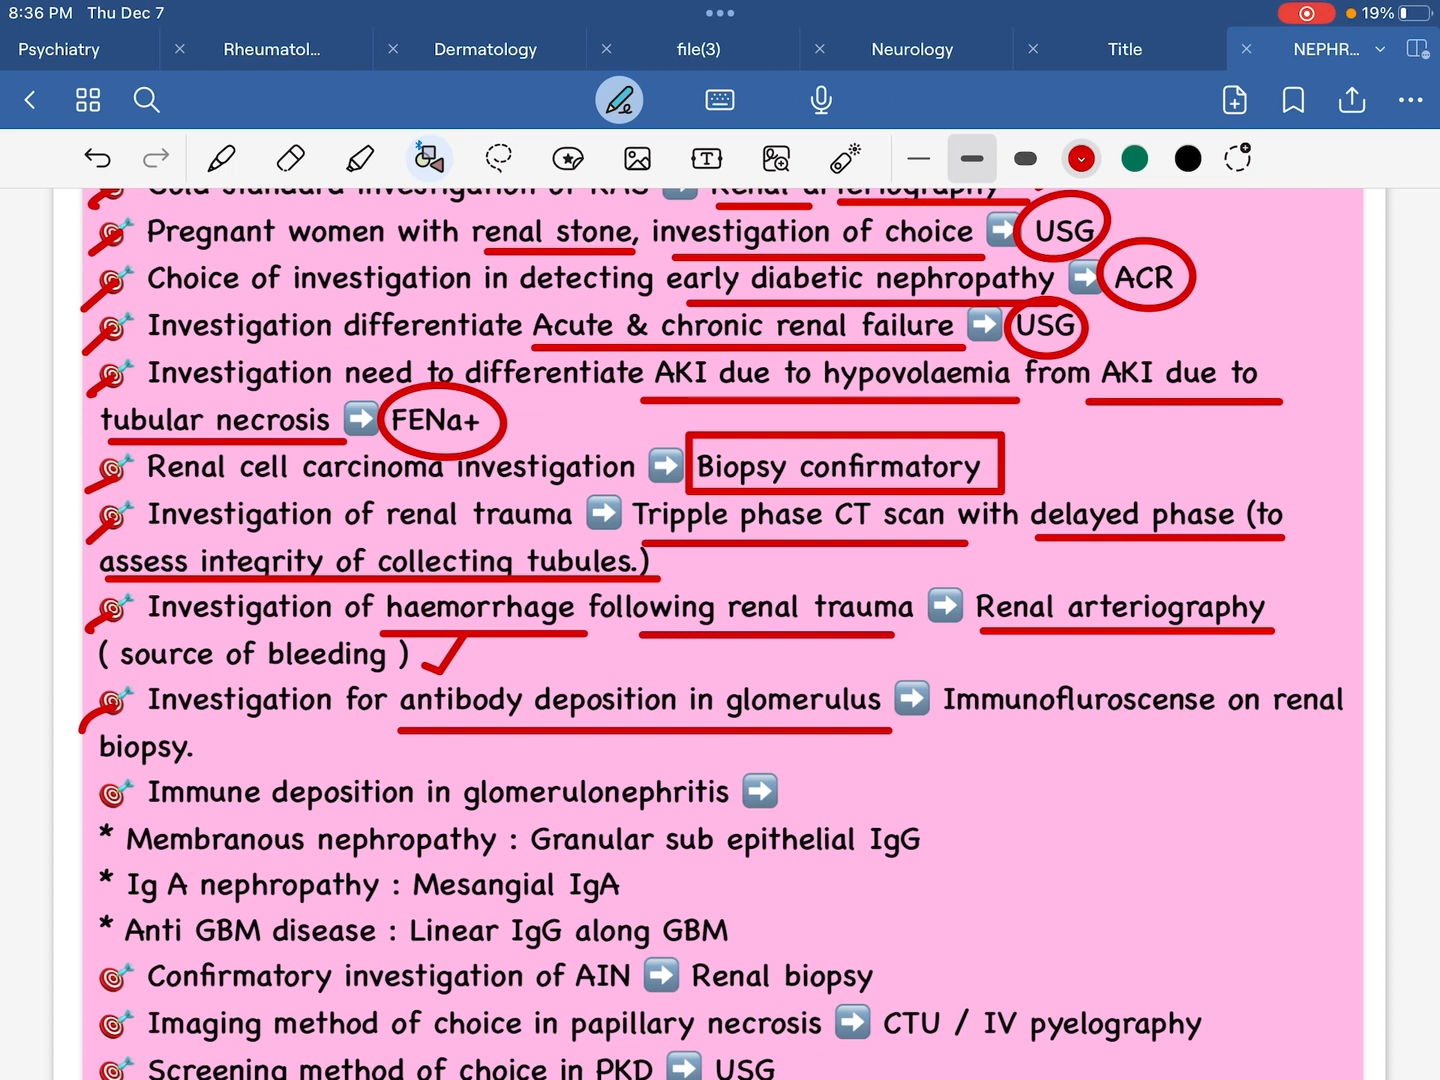 8:36 PM Thu Dec 7 19%
Psychiatry Rheumatol... Dermatology file(3) Neurology Title NEPHR...
Gold standard investigation of RAS ➡️ Renal arteriography
🎯 Pregnant women with renal stone, investigation of choice ➡️ USG
🎯 Choice of investigation in detecting early diabetic nephropathy ➡️ ACR
🎯 Investigation differentiate Acute & chronic renal failure ➡️ USG
🎯 Investigation need to differentiate AKI due to hypovolaemia from AKI due to
tubular necrosis ➡️ FENa+
🎯 Renal cell carcinoma investigation ➡️ Biopsy confirmatory
🎯 Investigation of renal trauma ➡️ Tripple phase CT scan with delayed phase (to
assess integrity of collecting tubules.)
🎯 Investigation of haemorrhage following renal trauma ➡️ Renal arteriography
( source of bleeding )
🎯 Investigation for antibody deposition in glomerulus ➡️ Immunofluroscense on renal
biopsy.
🎯 Immune deposition in glomerulonephritis ➡️
* Membranous nephropathy : Granular sub epithelial IgG
* Ig A nephropathy : Mesangial IgA
* Anti GBM disease : Linear IgG along GBM
🎯 Confirmatory investigation of AIN ➡️ Renal biopsy
🎯 Imaging method of choice in papillary necrosis ➡️ CTU / IV pyelography
🎯 Screening method of choice in PKD ➡️ USG